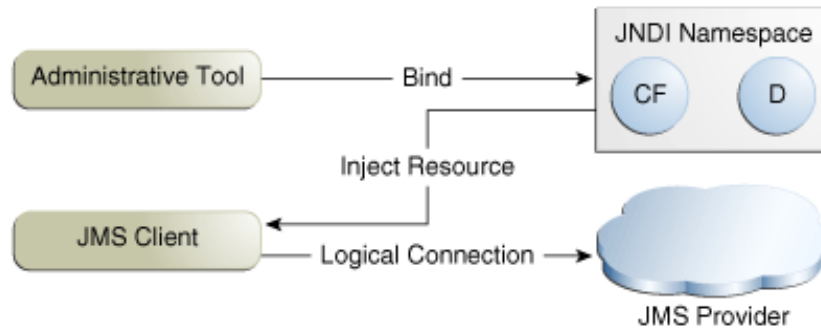 JNDI Namespace
Administrative Tool
Bind
CF
D
Inject Resource
JMS Client
Logical Connection
JMS Provider